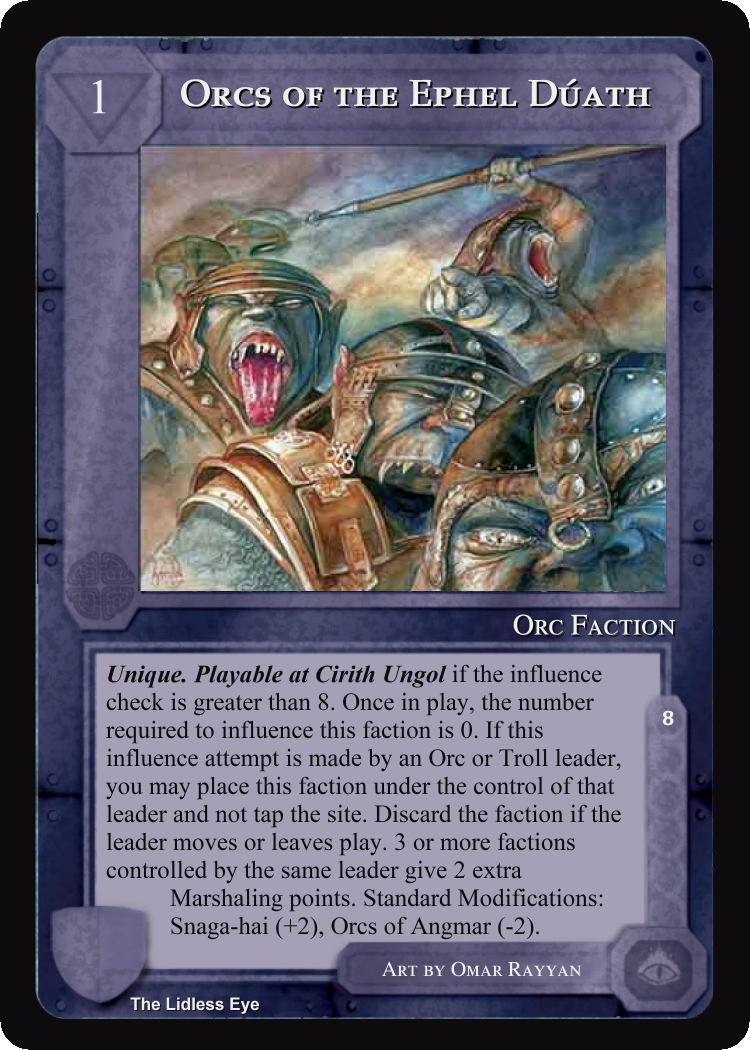 1
Orcs of the Ephel Dúath
Orc Faction
Unique. Playable at Cirith Ungol if the influence
check is greater than 8. Once in play, the number
required to influence this faction is 0. If this
influence attempt is made by an Orc or Troll leader,
you may place this faction under the control of that
leader and not tap the site. Discard the faction if the
leader moves or leaves play. 3 or more factions
controlled by the same leader give 2 extra
Marshaling points. Standard Modifications:
Snaga-hai (+2), Orcs of Angmar (-2).
8
Art by Omar Rayyan
The Lidless Eye